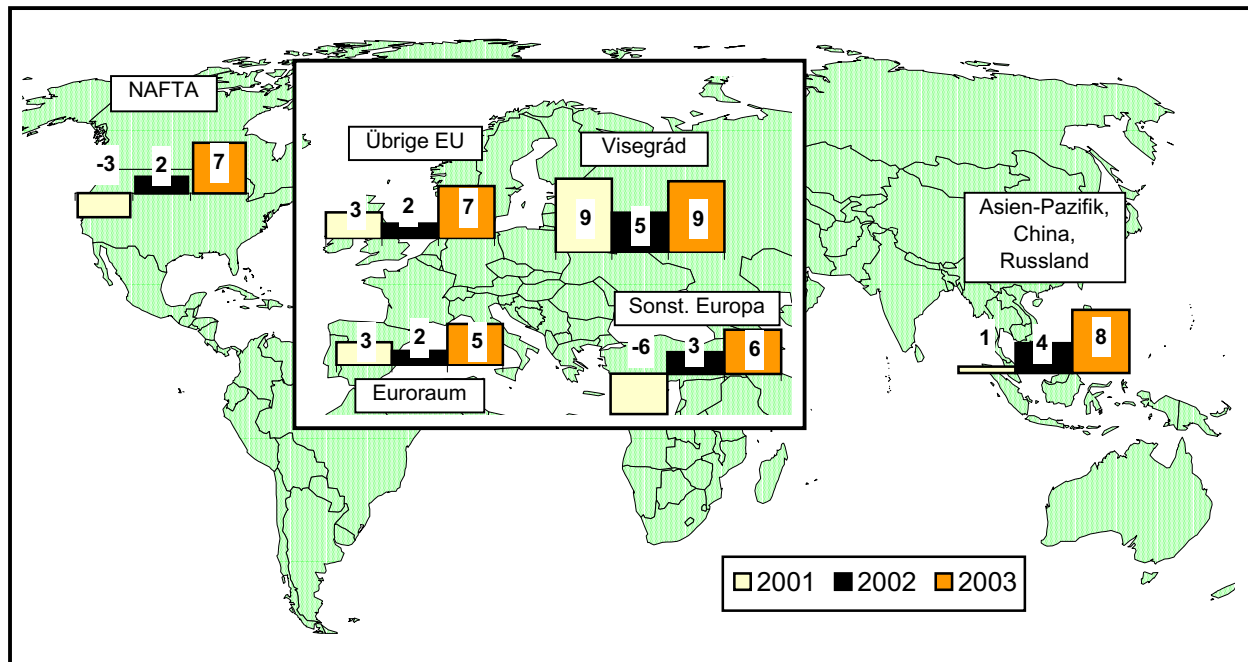 NAFTA
-3 2 7
Übrige EU
3 2 7
Visegrád
9 5 9
Asien-Pazifik,
China,
Russland
1 4 8
Sonst. Europa
-6 3 6
3 2 5
Euroraum
2001 2002 2003